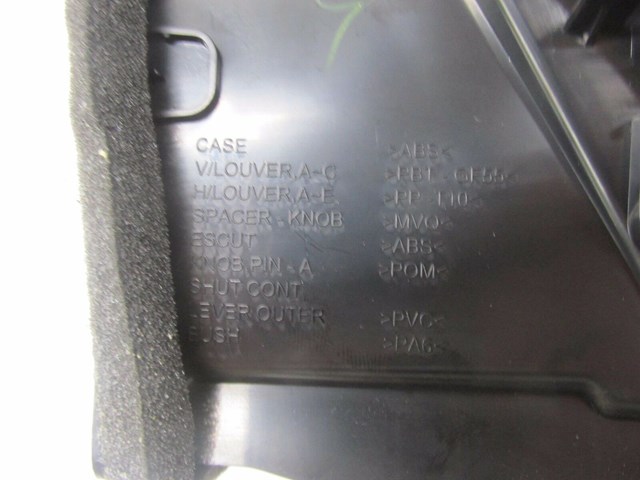 CASE >ABS<
V/LOUVER,A-C >PBT-GF55<
H/LOUVER,A-E >PP-T10<
SPACER-KNOB >MVQ<
ESCUT >ABS<
KNOB,PIN-A >POM<
SHUT CONT
LEVER,OUTER >PVC<
BUSH >PA6<